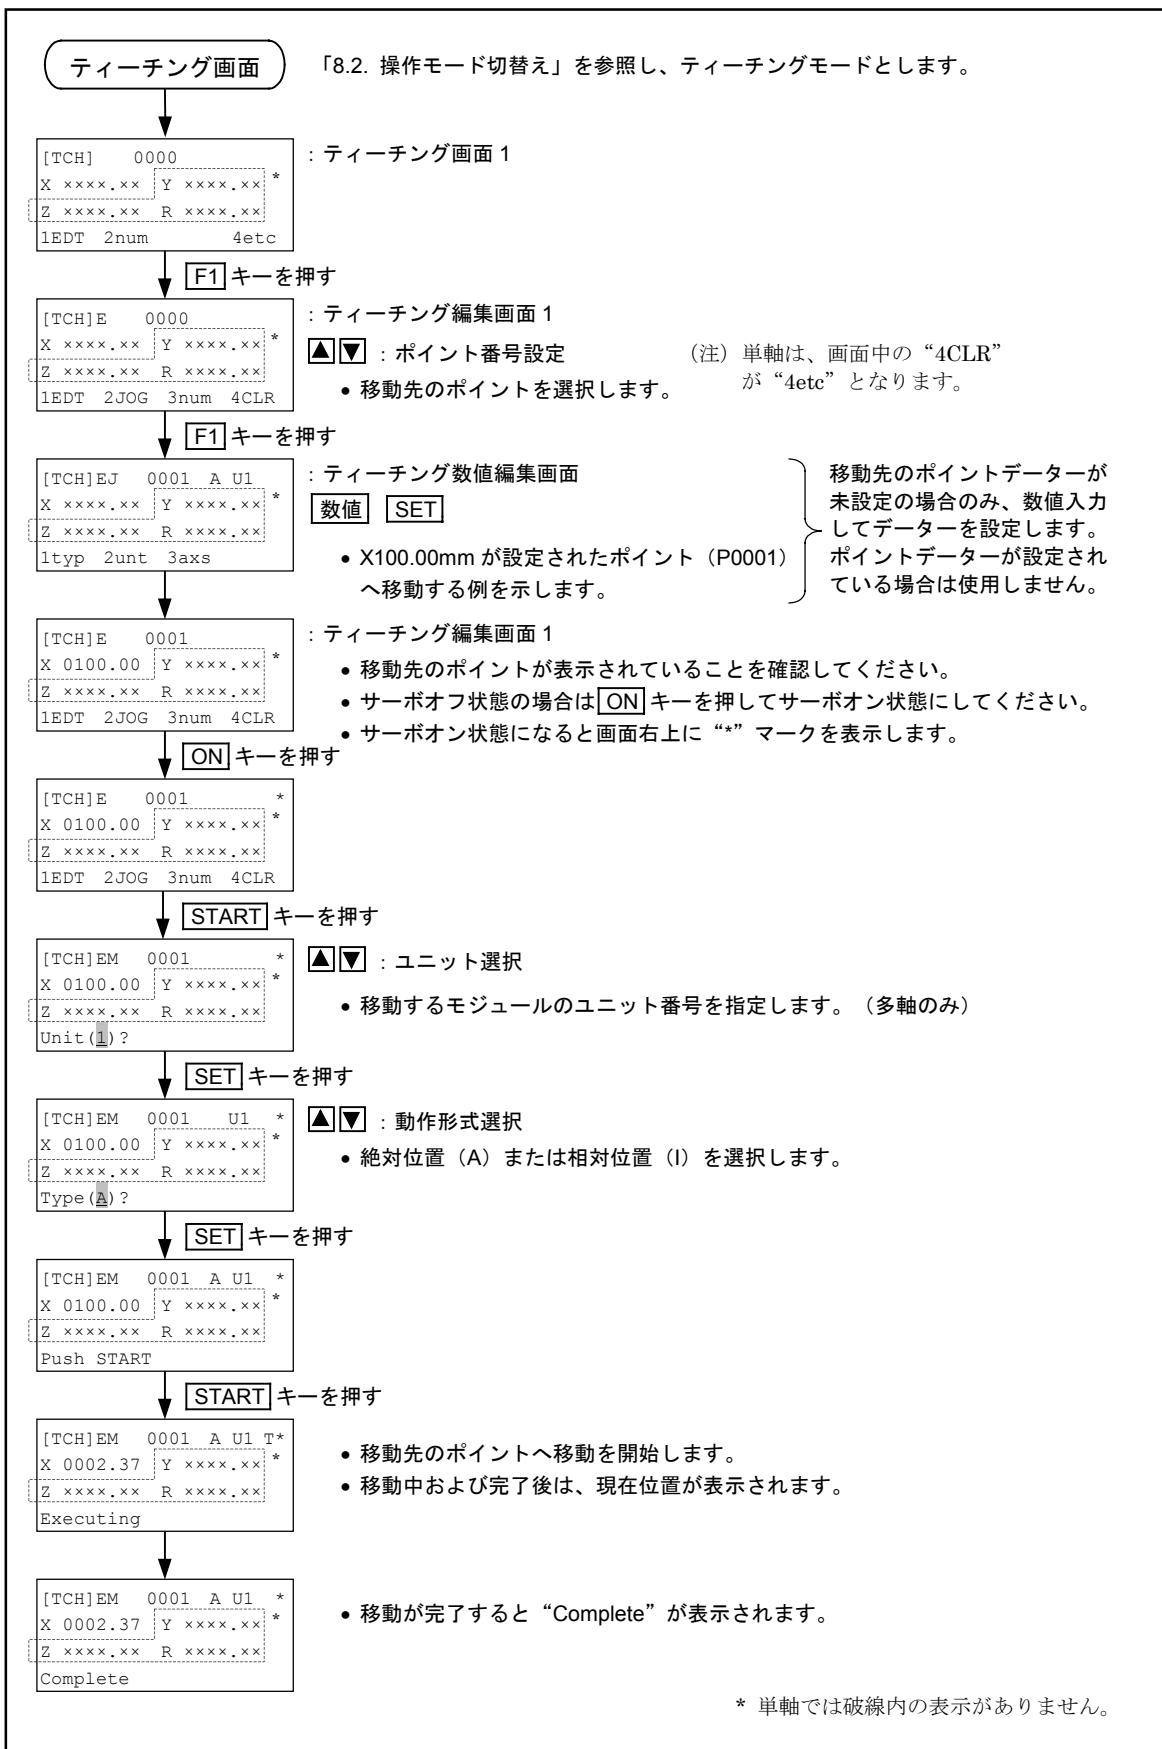 ティーチング画面 「8.2. 操作モード切替え」を参照し、ティーチングモードとします。
[TCH] 0000 : ティーチング画面 1
X ××××.×× Y ××××.×× *
Z ××××.×× R ××××.××
1EDT 2num 4etc
F1 キーを押す
[TCH]E 0000 : ティーチング編集画面 1
X ××××.×× Y ××××.×× *
Z ××××.×× R ××××.××
1EDT 2JOG 3num 4CLR
▲▼ : ポイント番号設定
• 移動先のポイントを選択します。
（注）単軸は、画面中の“4CLR”
が“4etc”となります。
F1 キーを押す
[TCH]EJ 0001 A U1 : ティーチング数値編集画面
X ××××.×× Y ××××.×× *
Z ××××.×× R ××××.××
1typ 2unt 3axs
数値 SET
• X100.00mm が設定されたポイント（P0001）
へ移動する例を示します。
移動先のポイントデーターが
未設定の場合のみ、数値入力
してデーターを設定します。
ポイントデーターが設定され
ている場合は使用しません。
[TCH]E 0001 : ティーチング編集画面 1
X 0100.00 Y ××××.×× *
Z ××××.×× R ××××.××
1EDT 2JOG 3num 4CLR
• 移動先のポイントが表示されていることを確認してください。
• サーボオフ状態の場合は ON キーを押してサーボオン状態にしてください。
• サーボオン状態になると画面右上に“*”マークを表示します。
ON キーを押す
[TCH]E 0001 *
X 0100.00 Y ××××.×× *
Z ××××.×× R ××××.××
1EDT 2JOG 3num 4CLR
START キーを押す
[TCH]EM 0001 *
X 0100.00 Y ××××.×× *
Z ××××.×× R ××××.××
Unit(1)?
▲▼ : ユニット選択
• 移動するモジュールのユニット番号を指定します。（多軸のみ）
SET キーを押す
[TCH]EM 0001 U1 *
X 0100.00 Y ××××.×× *
Z ××××.×× R ××××.××
Type(A)?
▲▼ : 動作形式選択
• 絶対位置（A）または相対位置（I）を選択します。
SET キーを押す
[TCH]EM 0001 A U1 *
X 0100.00 Y ××××.×× *
Z ××××.×× R ××××.××
Push START
START キーを押す
[TCH]EM 0001 A U1 T*
X 0002.37 Y ××××.×× *
Z ××××.×× R ××××.××
Executing
• 移動先のポイントへ移動を開始します。
• 移動中および完了後は、現在位置が表示されます。
[TCH]EM 0001 A U1 *
X 0002.37 Y ××××.×× *
Z ××××.×× R ××××.××
Complete
• 移動が完了すると“Complete”が表示されます。
* 単軸では破線内の表示がありません。